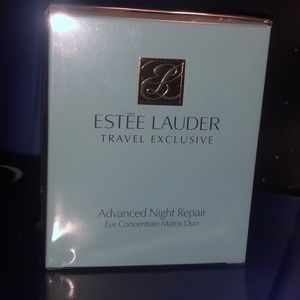 ESTĒE LAUDER
TRAVEL EXCLUSIVE
Advanced Night Repair
Eye Concentrate Matrix Duo